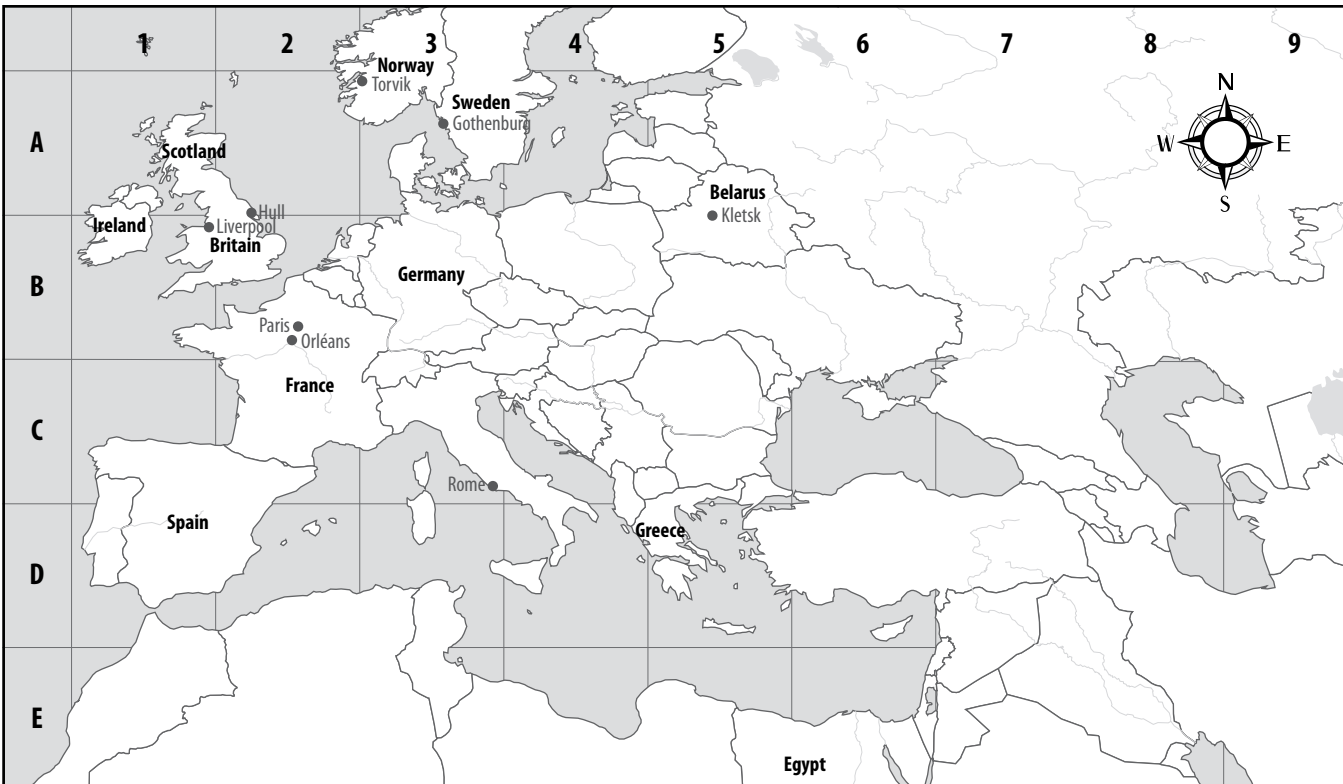 1 2 3 4 5 6 7 8 9
Norway
Torvik
Sweden
Gothenburg
N
W E
S
A
Scotland
Belarus
Kletsk
Hull
Ireland
Liverpool
Britain
Germany
B
Paris
Orléans
France
C
Rome
Spain
Greece
D
E
Egypt